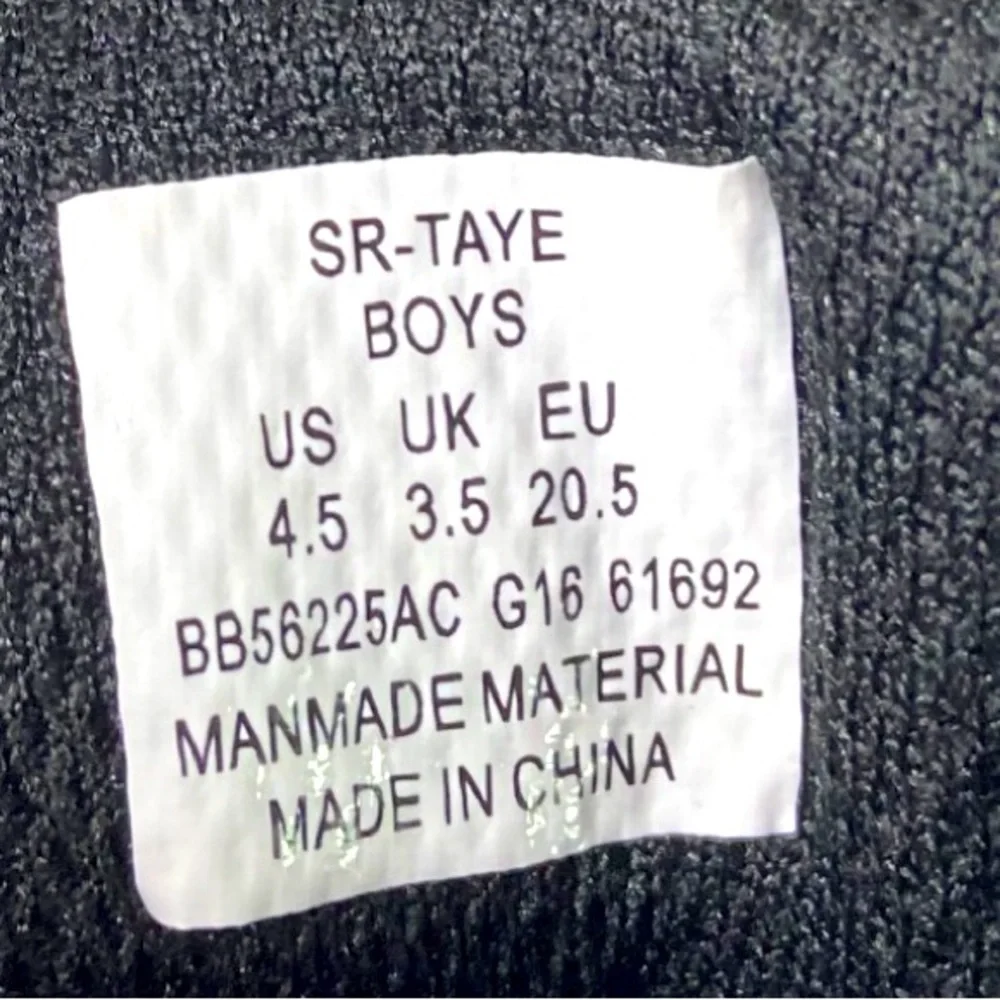 SR-TAYE
BOYS
US UK EU
4.5 3.5 20.5
BB56225AC G16 61692
MANMADE MATERIAL
MADE IN CHINA